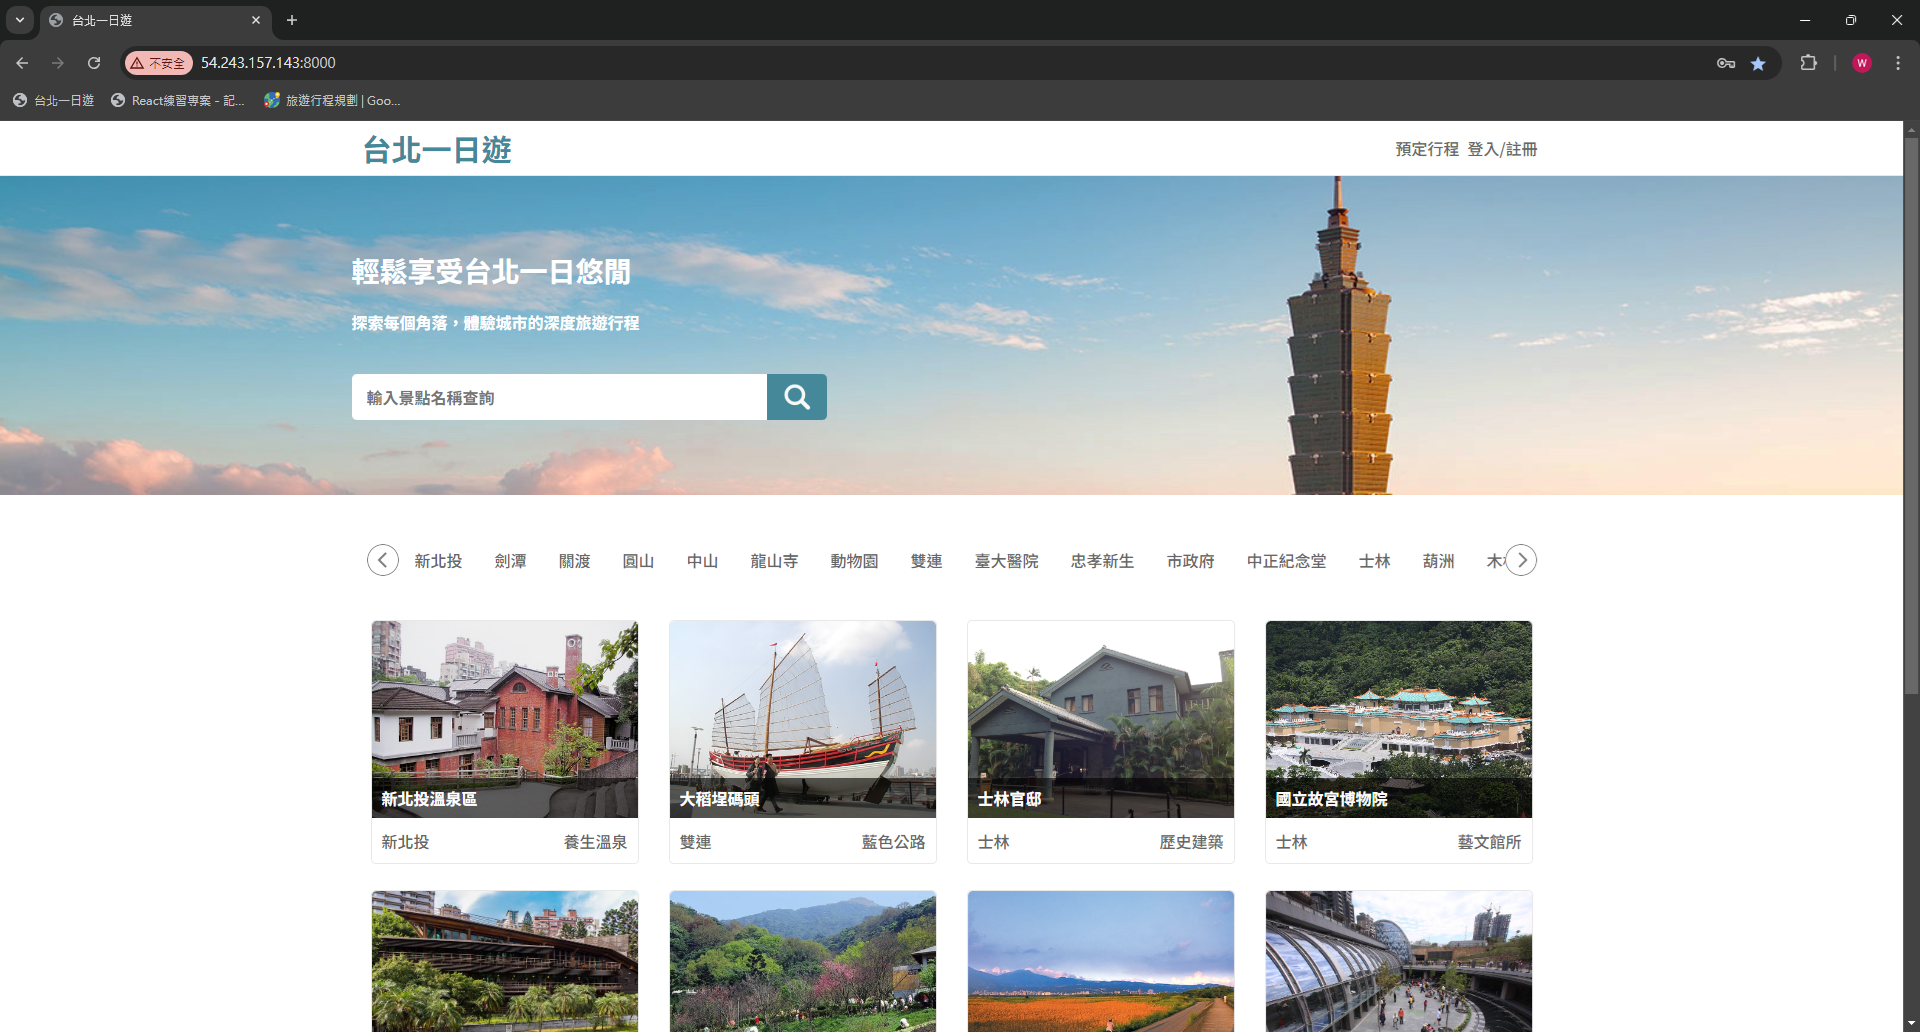 台北一日遊
不安全
54.243.157.143:8000
W
台北一日遊
React練習專案 - 記...
旅遊行程規劃 | Goo...
台北一日遊
預定行程 登入/註冊
輕鬆享受台北一日悠閒
探索每個角落，體驗城市的深度旅遊行程
輸入景點名稱查詢
新北投 劍潭 關渡 圓山 中山 龍山寺 動物園 雙連 臺大醫院 忠孝新生 市政府 中正紀念堂 士林 葫洲 木
新北投溫泉區
新北投 養生溫泉
大稻埕碼頭
雙連 藍色公路
士林官邸
士林 歷史建築
國立故宮博物院
士林 藝文館所